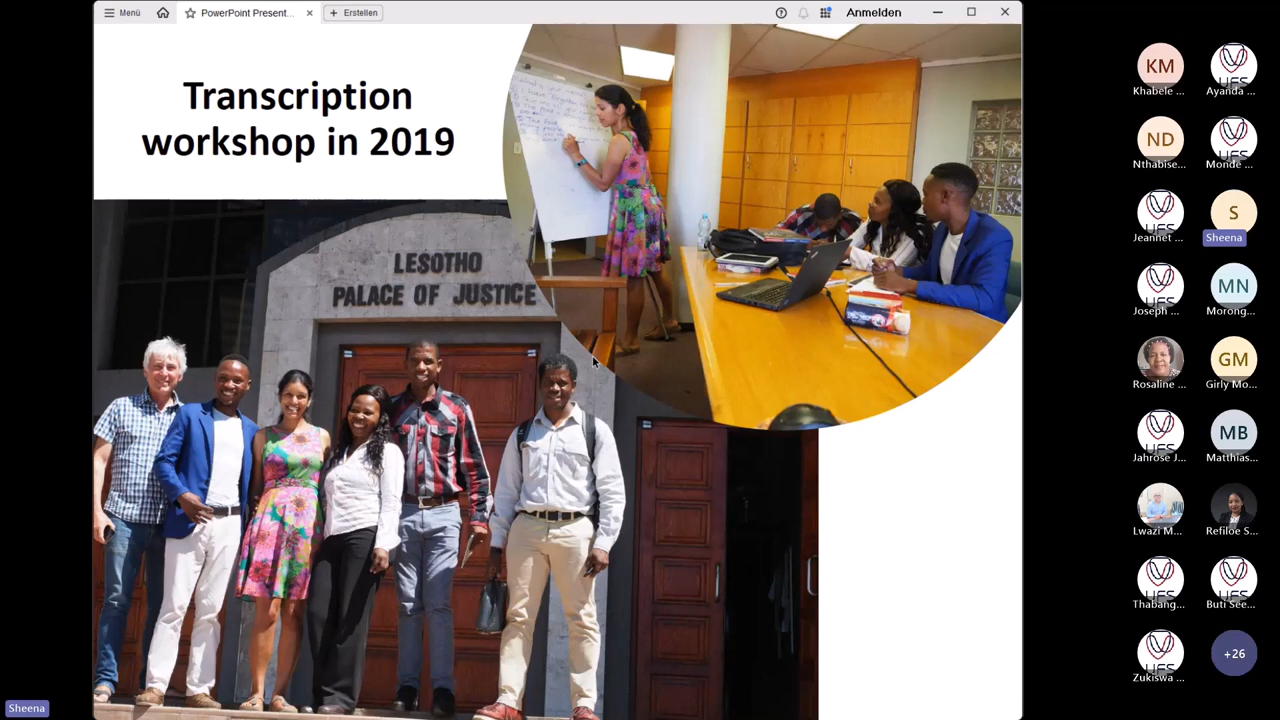 Menü
PowerPoint Present...
Erstellen
Anmelden
Transcription
workshop in 2019
LESOTHO
PALACE OF JUSTICE
KM
Khabele ...
Ayanda ...
ND
Nthabise...
Monde ...
Jeannet ...
S
Sheena
Joseph ...
MN
Morong...
Rosaline ...
GM
Girly Mo...
Jahrose J...
MB
Matthias...
Lwazi M...
Refiloe S...
Thabang...
Buti See...
Zukiswa ...
+26
Sheena